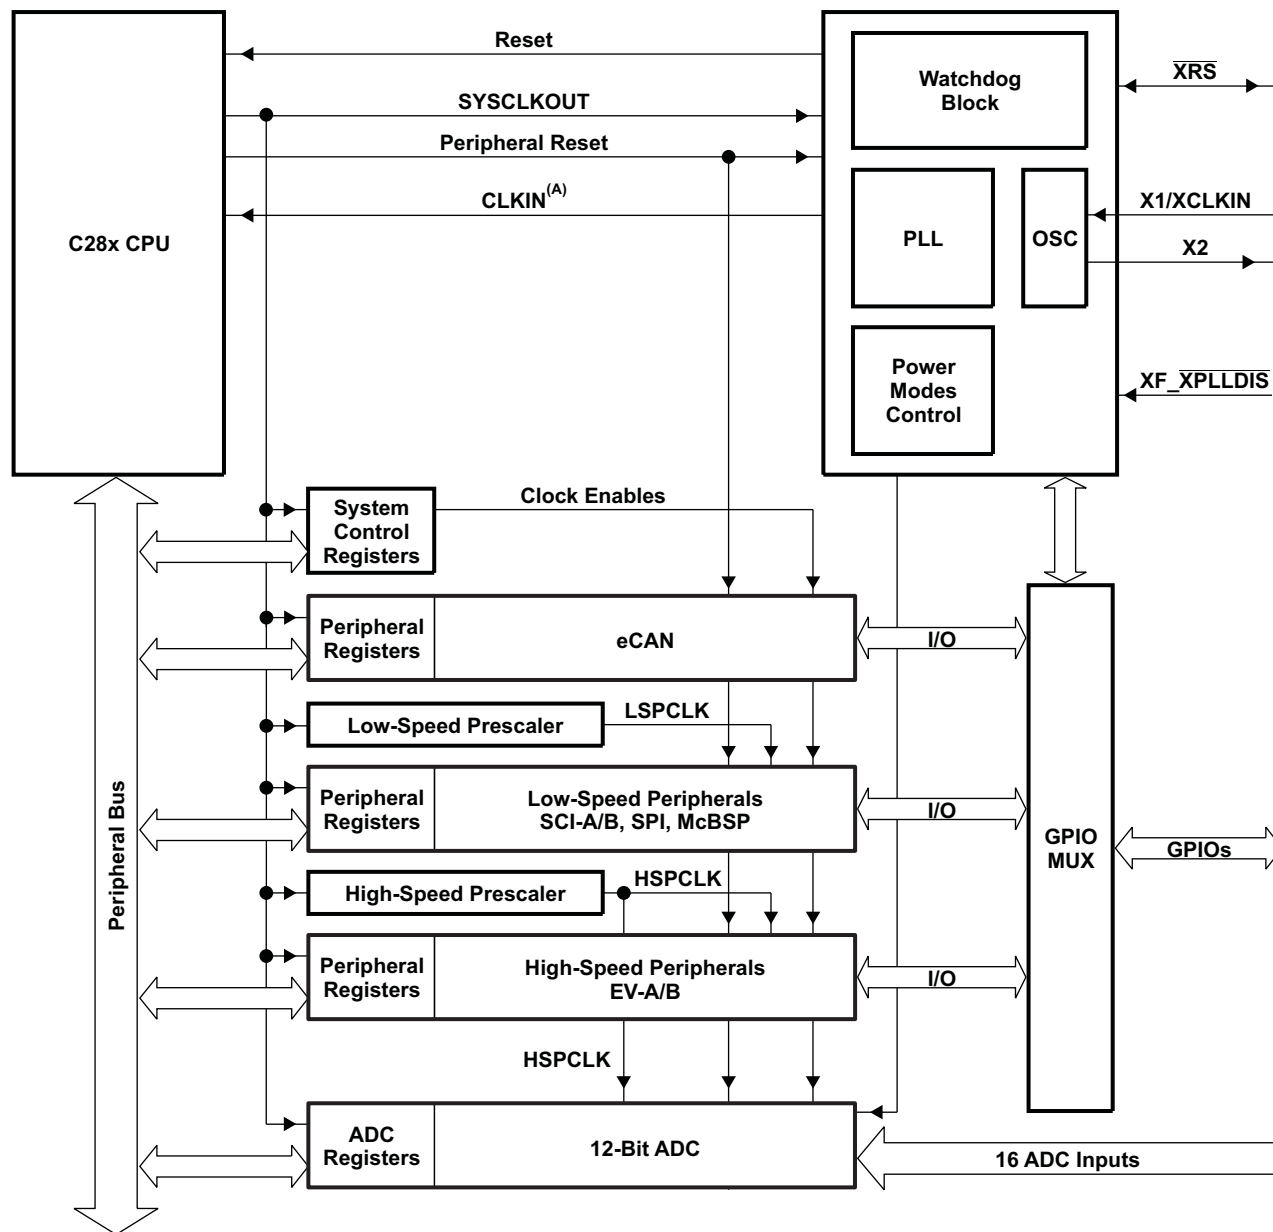 Reset
Watchdog
Block
XRS
SYSCLKOUT
Peripheral Reset
CLKIN(A)
X1/XCLKIN
C28x CPU
PLL
OSC
X2
Power
Modes
Control
XF_XPLLDIS
System
Control
Registers
Clock Enables
Peripheral
Registers
eCAN
I/O
Low-Speed Prescaler
LSPCLK
Peripheral
Registers
Low-Speed Peripherals
SCI-A/B, SPI, McBSP
I/O
GPIO
MUX
GPIOs
Peripheral Bus
High-Speed Prescaler
HSPCLK
Peripheral
Registers
High-Speed Peripherals
EV-A/B
I/O
HSPCLK
ADC
Registers
12-Bit ADC
16 ADC Inputs